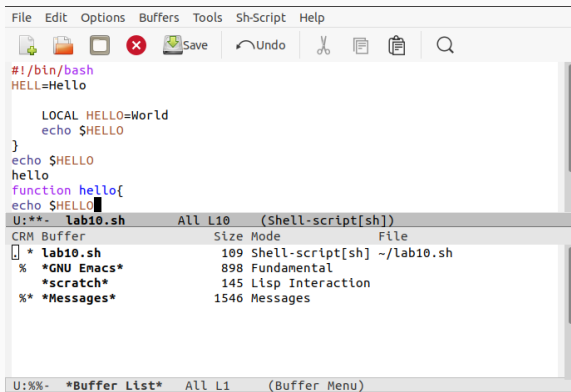 File Edit Options Buffers Tools Sh-Script Help
Save Undo
#!/bin/bash
HELL=Hello
    LOCAL HELLO=World
    echo $HELLO
}
echo $HELLO
hello
function hello{
echo $HELLO
U:**-  lab10.sh       All L10    (Shell-script[sh])
CRM Buffer            Size Mode             File
. * lab10.sh           109 Shell-script[sh] ~/lab10.sh
 %  *GNU Emacs*        898 Fundamental
    *scratch*          145 Lisp Interaction
 %* *Messages*        1546 Messages
U:%%-  *Buffer List*   All L1     (Buffer Menu)